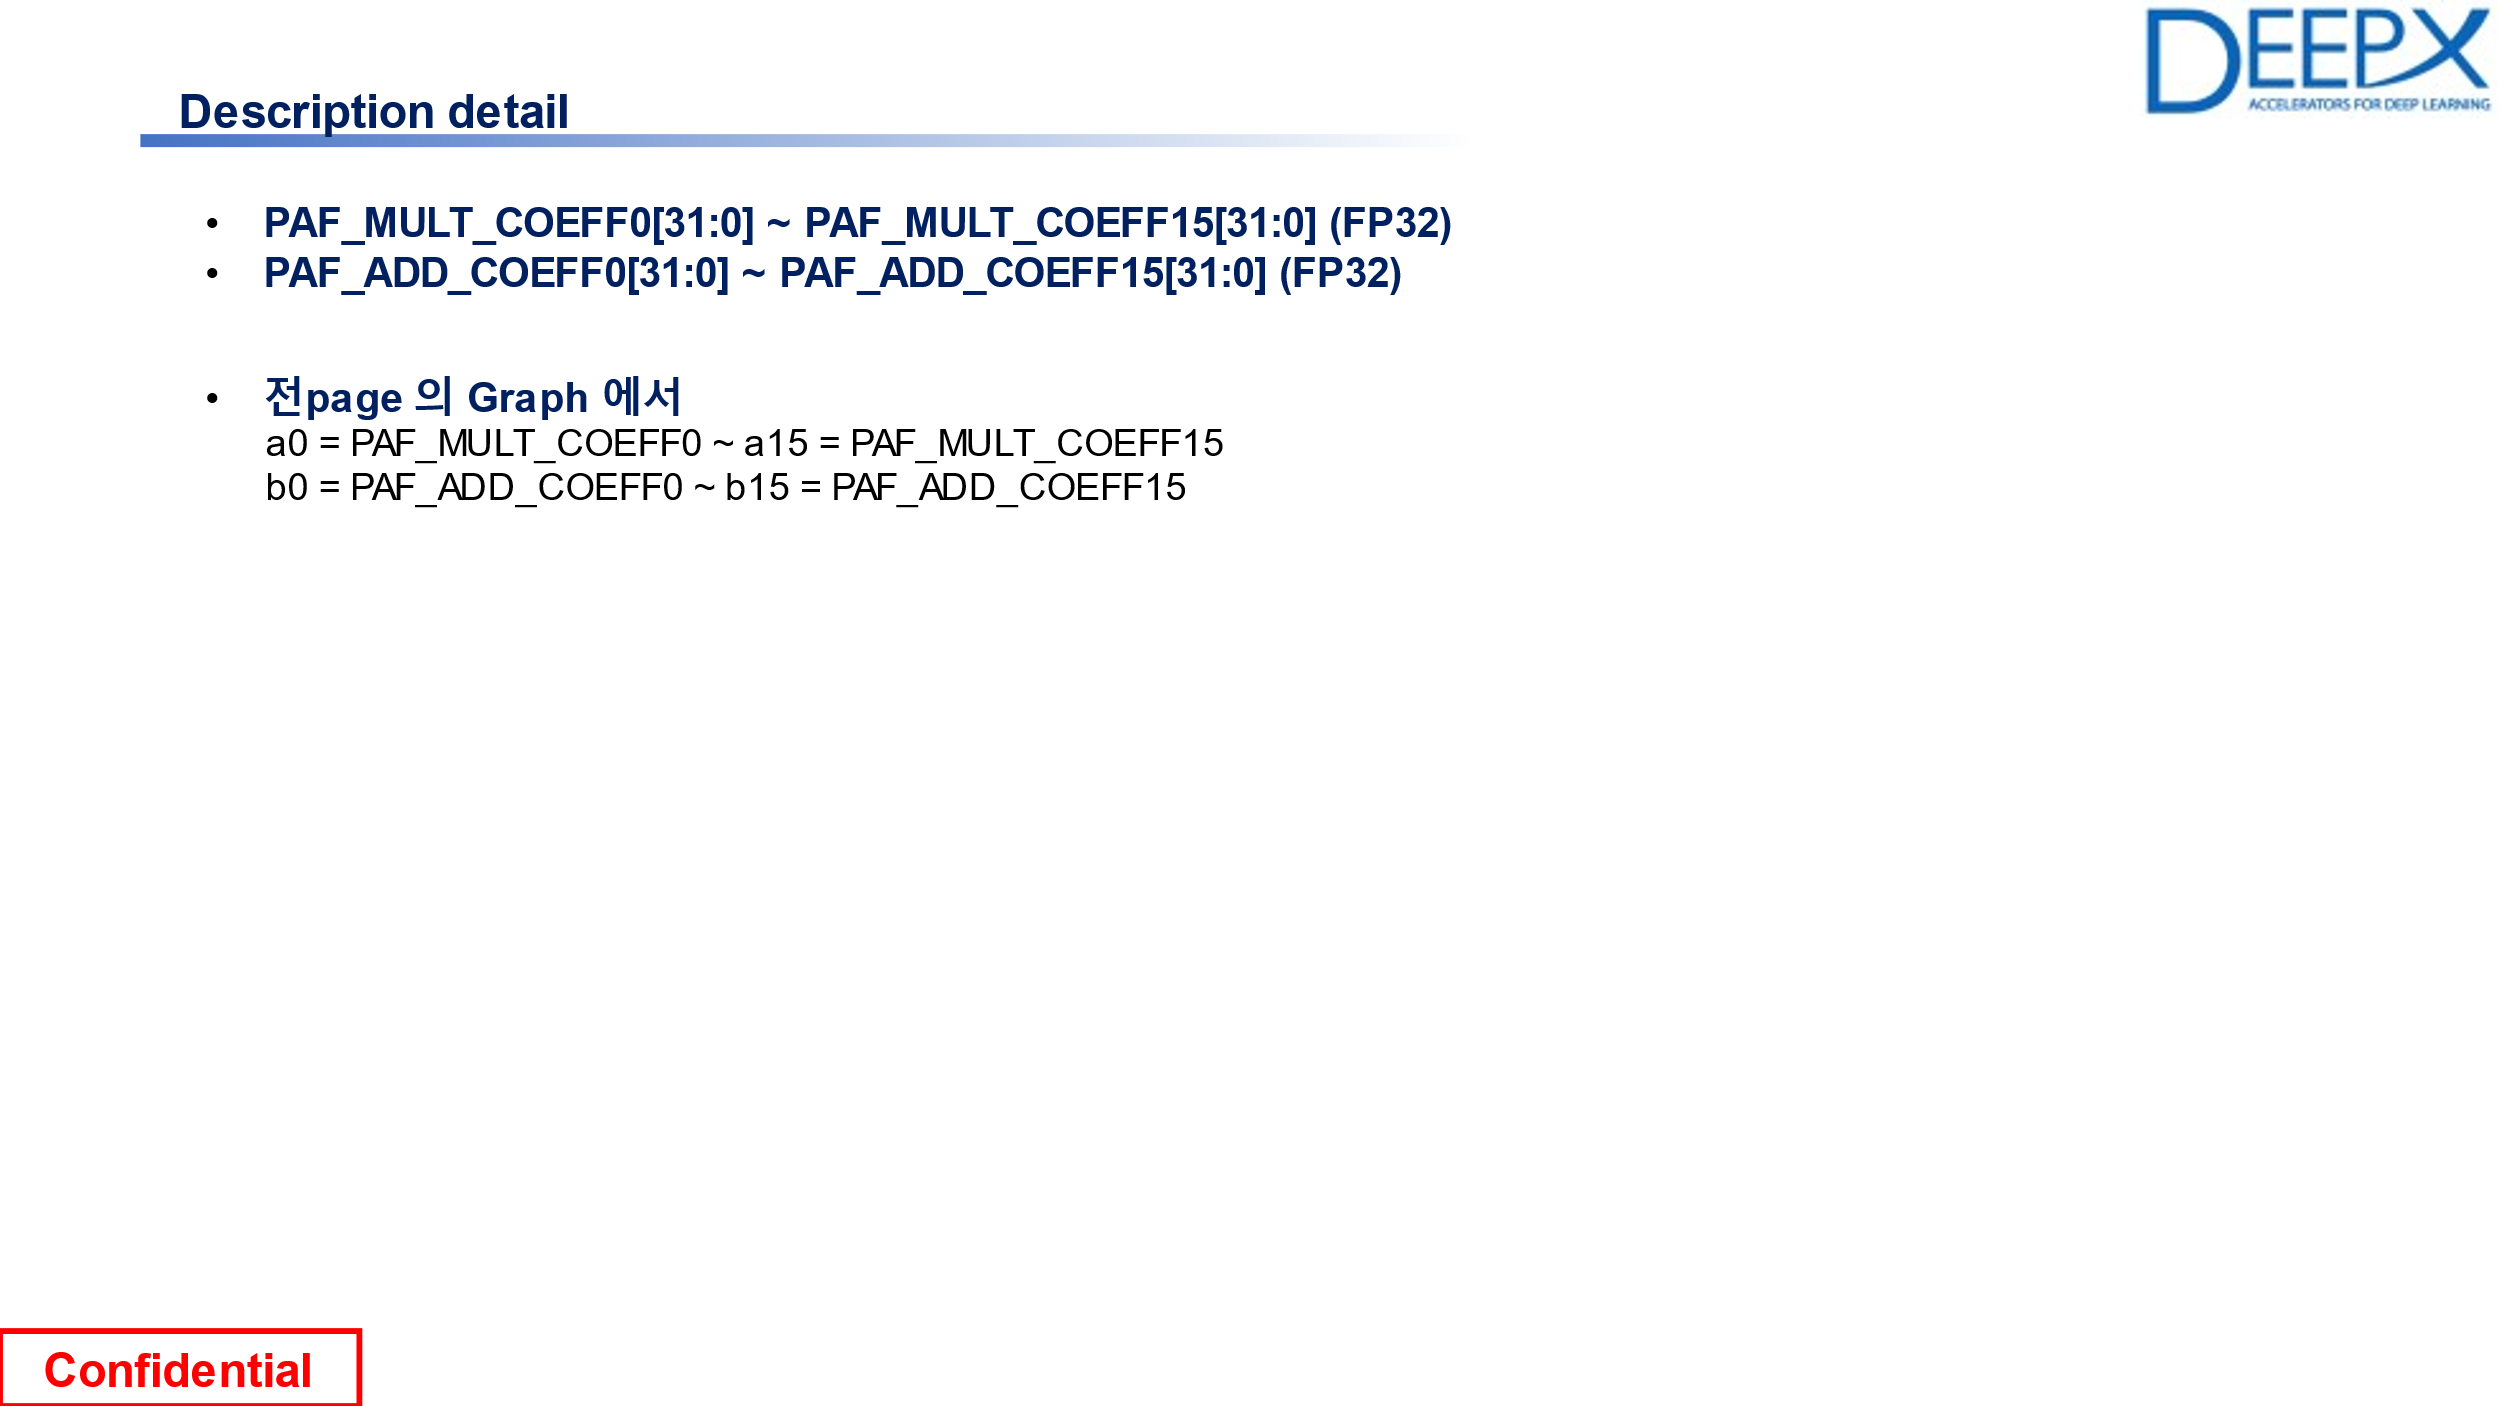 DEEPX
ACCELERATORS FOR DEEP LEARNING
Description detail
• PAF_MULT_COEFF0[31:0] ~ PAF_MULT_COEFF15[31:0] (FP32)
• PAF_ADD_COEFF0[31:0] ~ PAF_ADD_COEFF15[31:0] (FP32)
• 전page 의 Graph 에서
a0 = PAF_MULT_COEFF0 ~ a15 = PAF_MULT_COEFF15
b0 = PAF_ADD_COEFF0 ~ b15 = PAF_ADD_COEFF15
Confidential